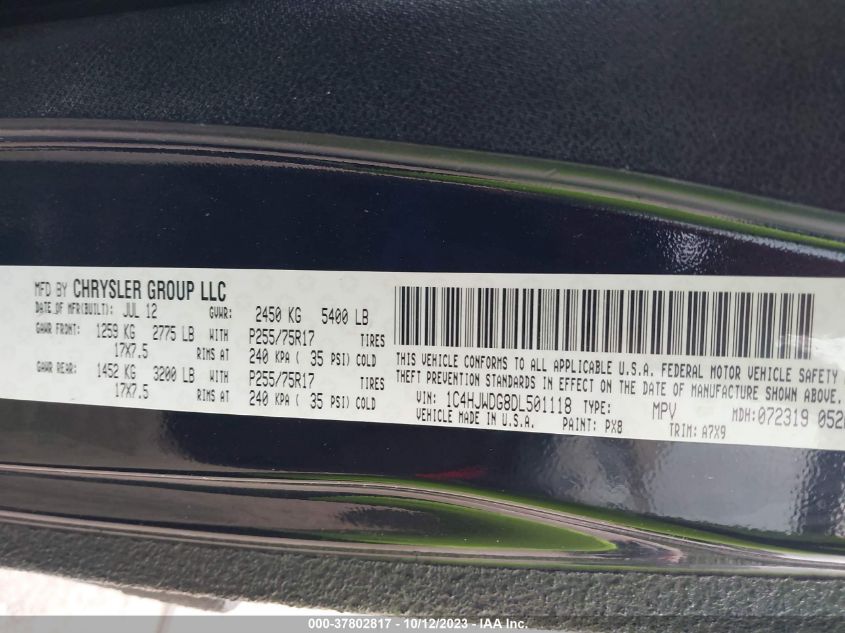 MFD BY CHRYSLER GROUP LLC
DATE OF MFR(BUILT): JUL 12 GVWR: 2450 KG 5400 LB
GAWR FRONT: 1259 KG 2775 LB WITH P255/75R17 TIRES
17X7.5 RIMS AT 240 KPA ( 35 PSI) COLD
GAWR REAR: 1452 KG 3200 LB WITH P255/75R17 TIRES
17X7.5 RIMS AT 240 KPA ( 35 PSI) COLD
THIS VEHICLE CONFORMS TO ALL APPLICABLE U.S.A. FEDERAL MOTOR VEHICLE SAFETY
THEFT PREVENTION STANDARDS IN EFFECT ON THE DATE OF MANUFACTURE SHOWN ABOVE.
VIN: 1C4HJWDG8DL501118 TYPE: MPV MDH:072319 052
VEHICLE MADE IN U.S.A. PAINT: PX8 TRIM: A7X9
000-37802817 - 10/12/2023 - IAA Inc.